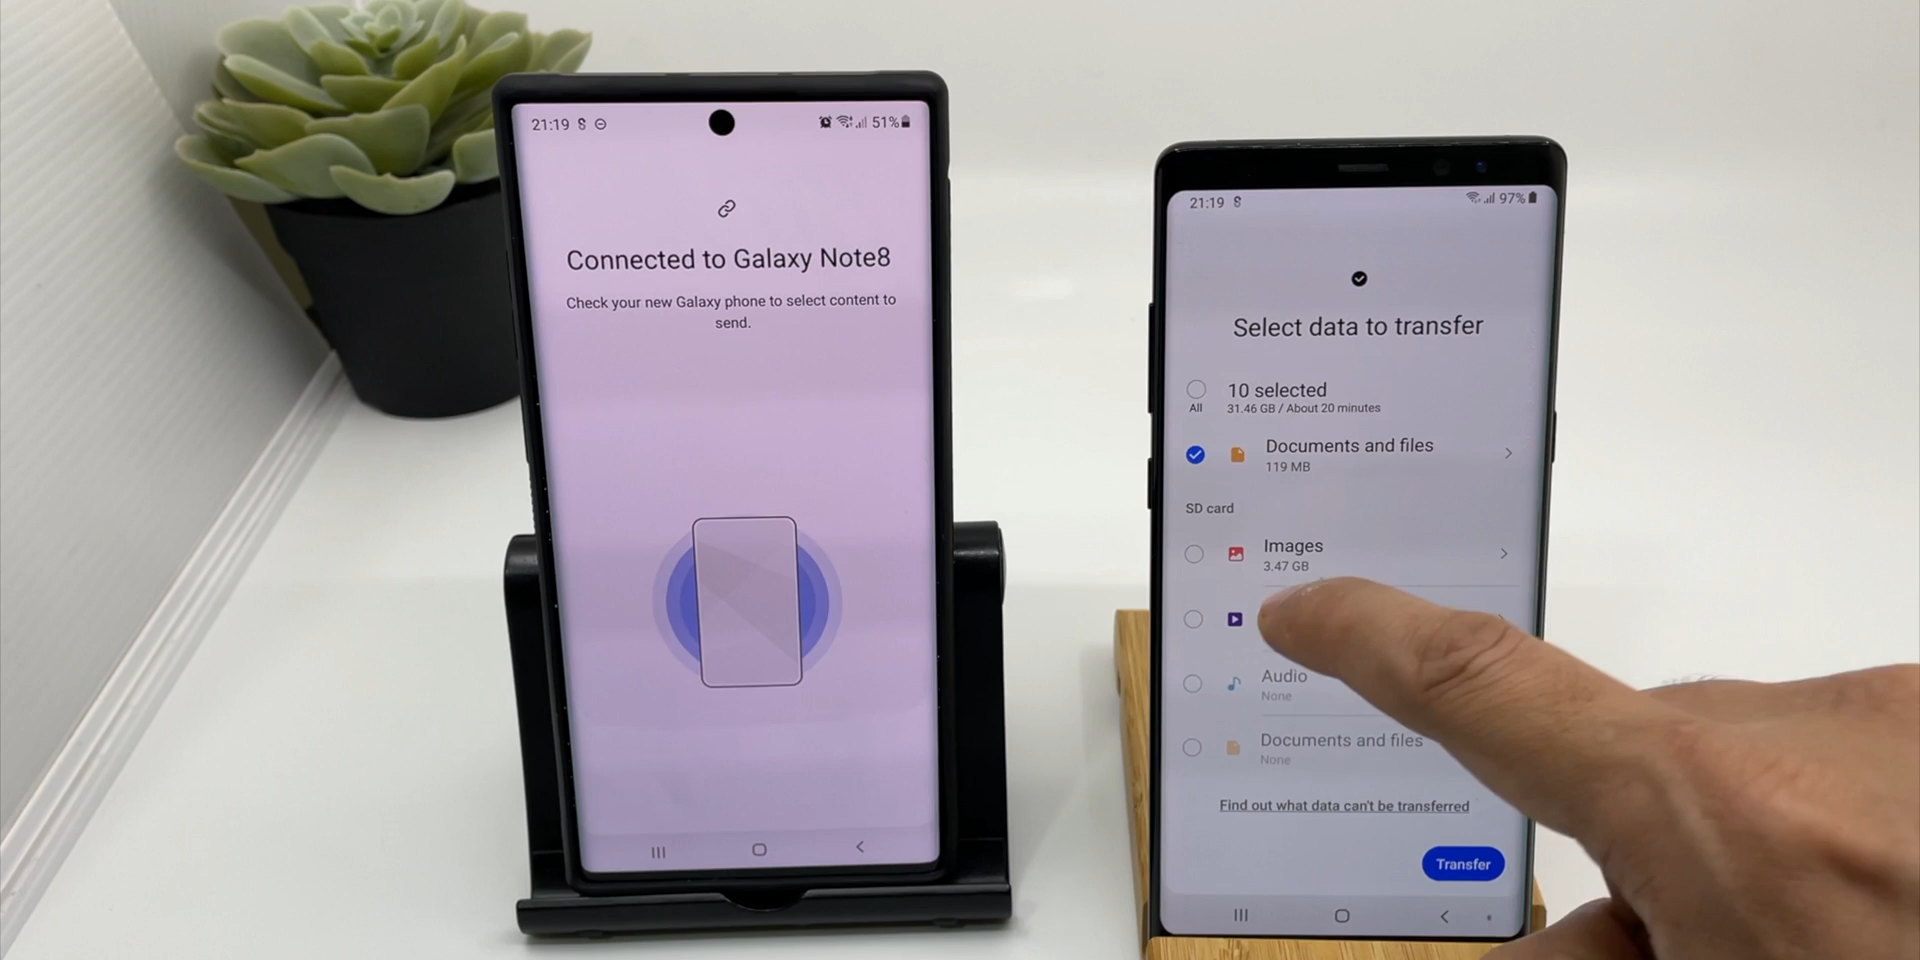 21:19
51%
Connected to Galaxy Note8
Check your new Galaxy phone to select content to
send.
21:19
97%
Select data to transfer
10 selected
All
31.46 GB / About 20 minutes
Documents and files
119 MB
SD card
Images
3.47 GB
Audio
None
Documents and files
None
Find out what data can't be transferred
Transfer